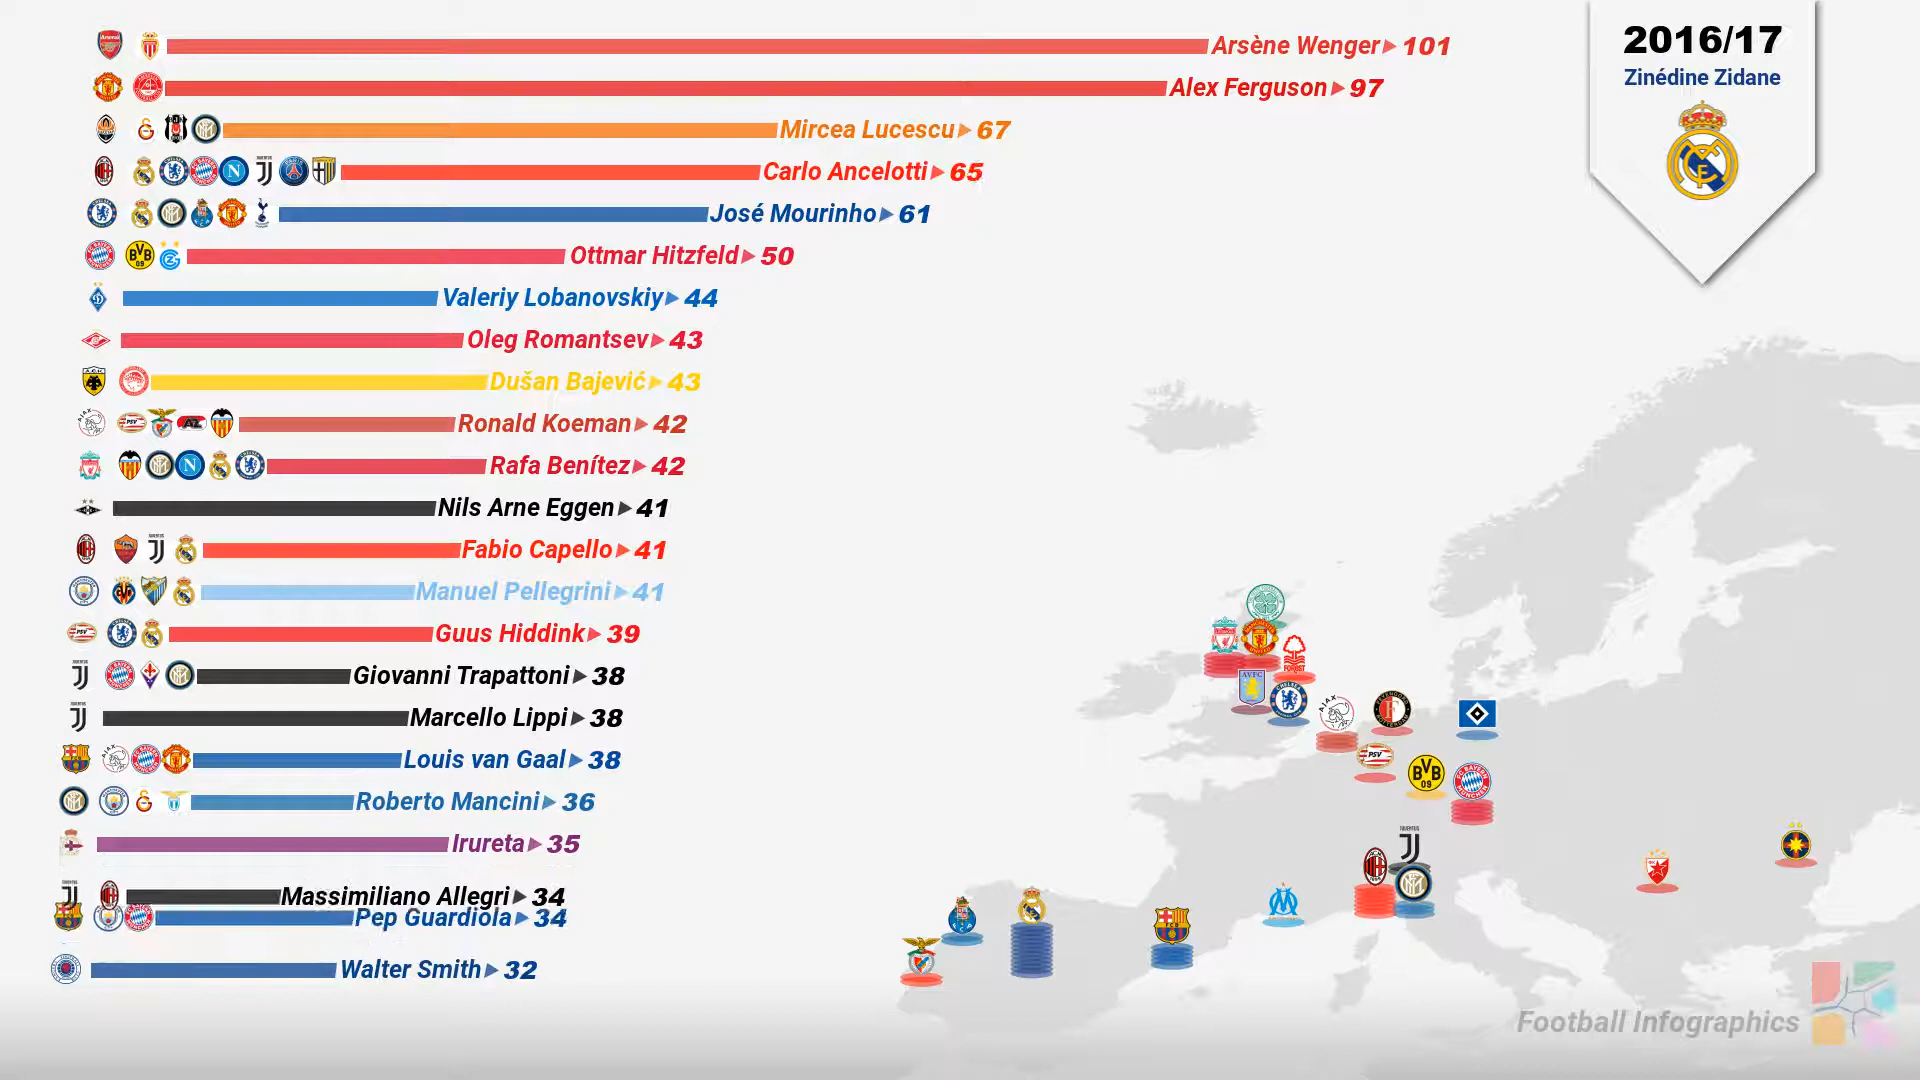 2016/17
Zinédine Zidane
Arsène Wenger 101
Alex Ferguson 97
Mircea Lucescu 67
Carlo Ancelotti 65
José Mourinho 61
Ottmar Hitzfeld 50
Valeriy Lobanovskiy 44
Oleg Romantsev 43
Dušan Bajević 43
Ronald Koeman 42
Rafa Benítez 42
Nils Arne Eggen 41
Fabio Capello 41
Manuel Pellegrini 41
Guus Hiddink 39
Giovanni Trapattoni 38
Marcello Lippi 38
Louis van Gaal 38
Roberto Mancini 36
Irureta 35
Massimiliano Allegri 34
Pep Guardiola 34
Walter Smith 32
Football Infographics